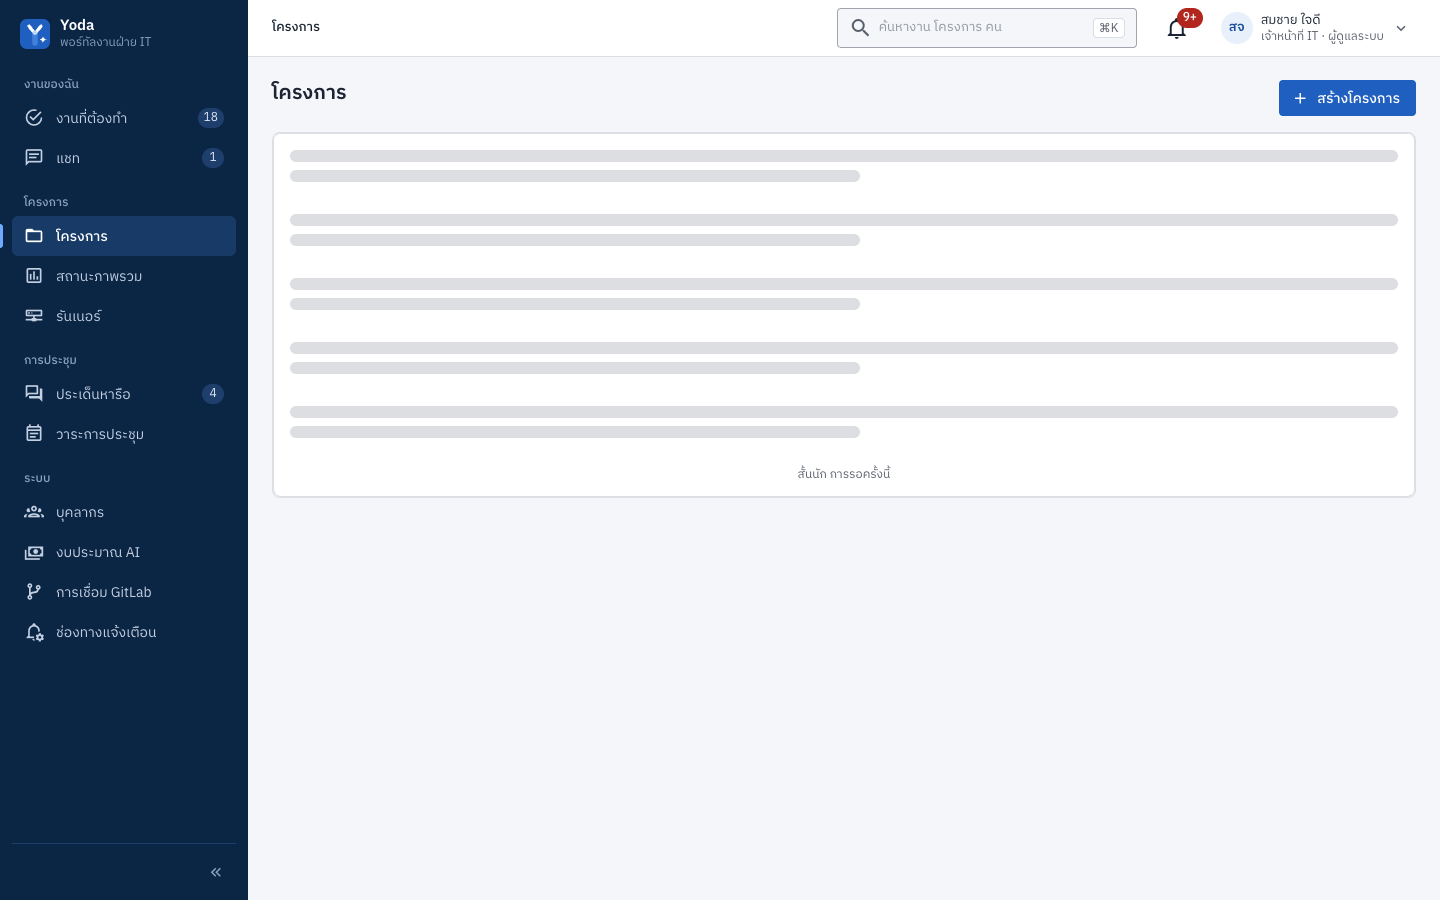 Yoda
พอร์ทัลงานฝ่าย IT
งานของฉัน
งานที่ต้องทำ 18
แชท 1
โครงการ
โครงการ
สถานะภาพรวม
รันเนอร์
การประชุม
ประเด็นหารือ 4
วาระการประชุม
ระบบ
บุคลากร
งบประมาณ AI
การเชื่อม GitLab
ช่องทางแจ้งเตือน
โครงการ
ค้นหางาน โครงการ คน ⌘K
9+
สจ
สมชาย ใจดี
เจ้าหน้าที่ IT · ผู้ดูแลระบบ
โครงการ
+ สร้างโครงการ
สั้นนัก การรอครั้งนี้